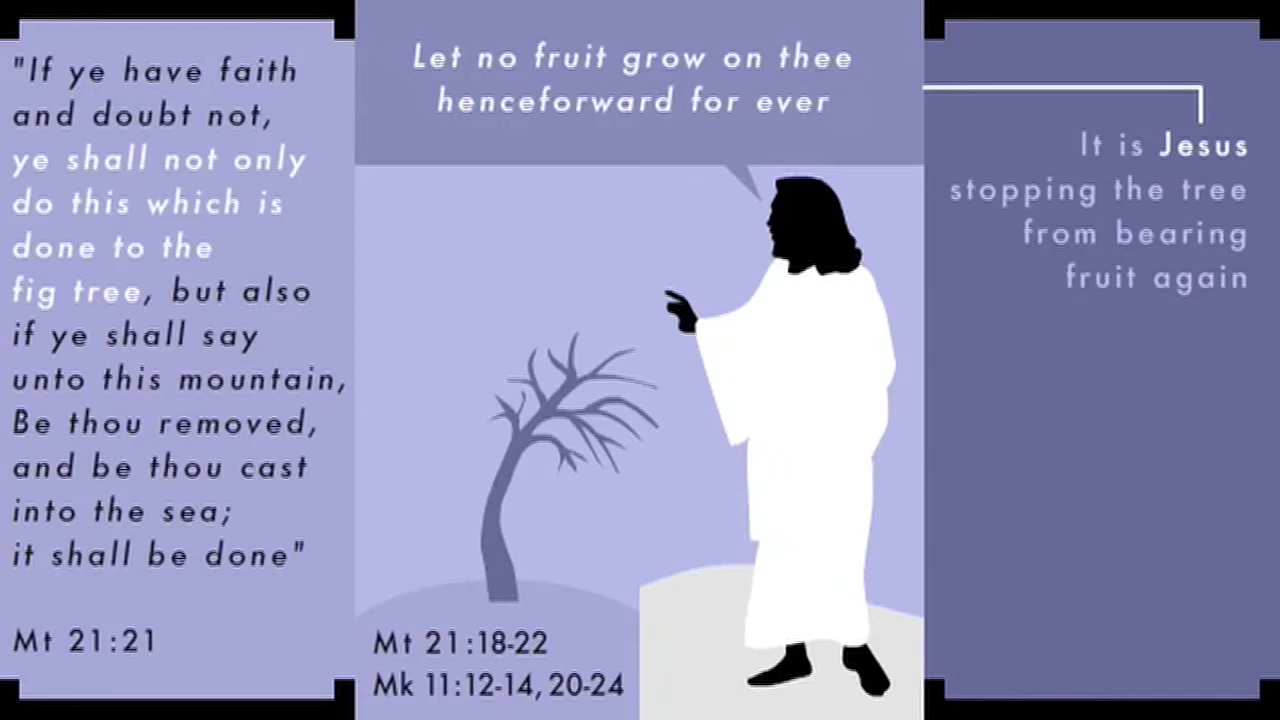 "If ye have faith
and doubt not,
ye shall not only
do this which is
done to the
fig tree, but also
if ye shall say
unto this mountain,
Be thou removed,
and be thou cast
into the sea;
it shall be done"
Mt 21:21
Let no fruit grow on thee
henceforward for ever
Mt 21:18-22
Mk 11:12-14, 20-24
It is Jesus
stopping the tree
from bearing
fruit again